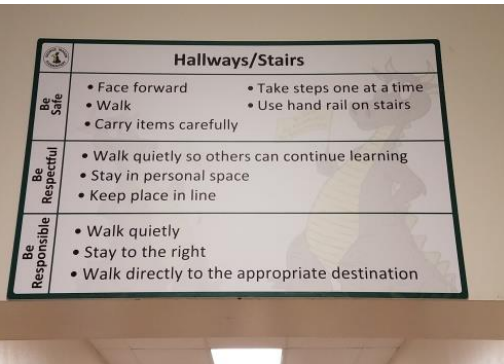 Hallways/Stairs
Be
Safe
• Face forward
• Walk
• Carry items carefully
• Take steps one at a time
• Use hand rail on stairs
Be
Respectful
• Walk quietly so others can continue learning
• Stay in personal space
• Keep place in line
Be
Responsible
• Walk quietly
• Stay to the right
• Walk directly to the appropriate destination